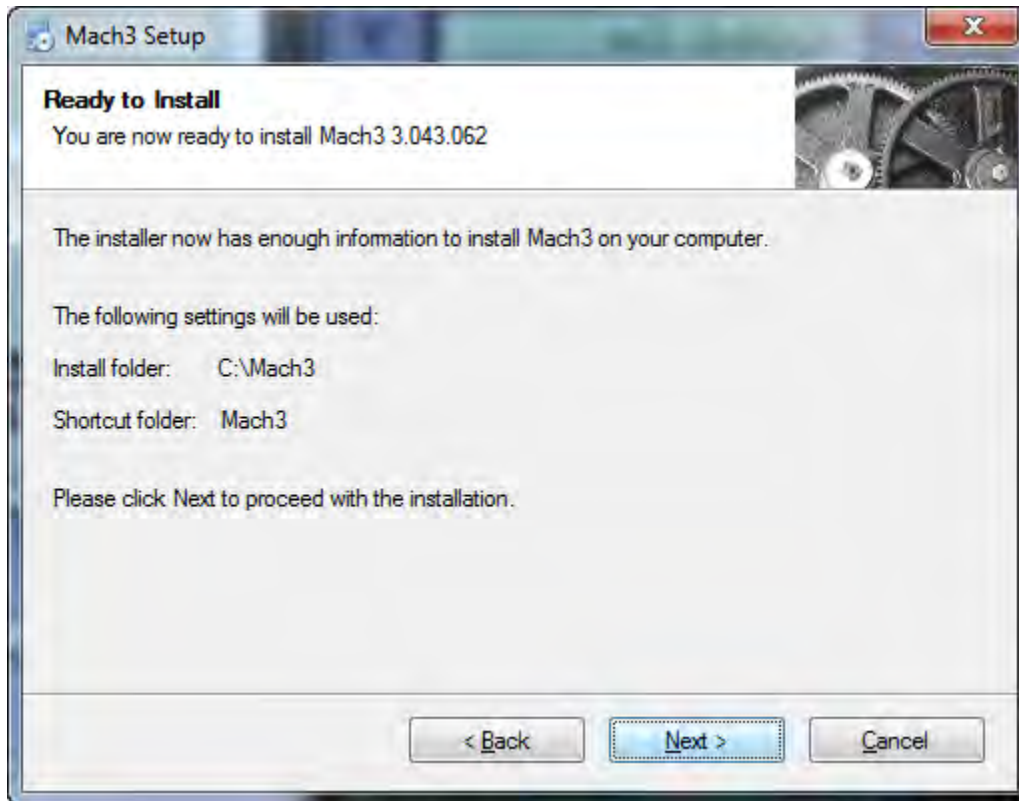 Mach3 Setup
Ready to Install
You are now ready to install Mach3 3.043.062
The installer now has enough information to install Mach3 on your computer.
The following settings will be used:
Install folder: C:\Mach3
Shortcut folder: Mach3
Please click Next to proceed with the installation.
< Back Next > Cancel